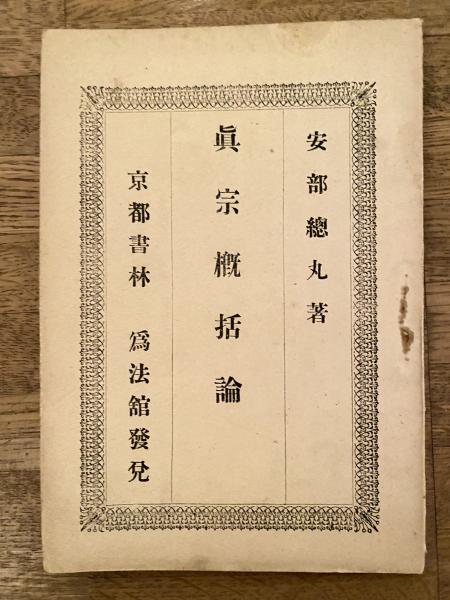 安部總丸著
眞宗概括論
京都書林　爲法舘發兌